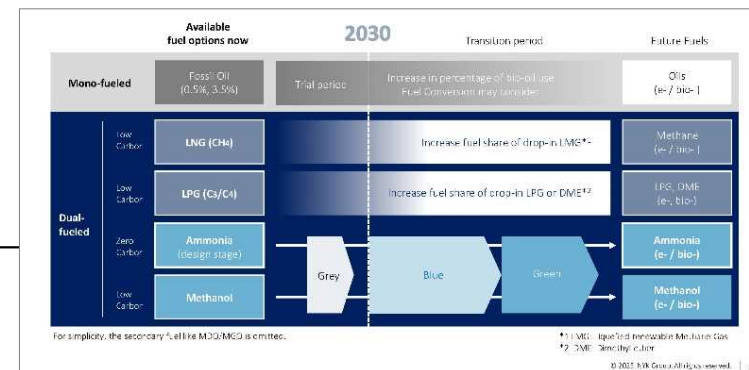 Available
fuel options now
2030
Transition period
Future Fuels
Mono-fueled
Fossil Oil
(0.5%, 3.5%)
Trial period
Increase in percentage of bio-oil use
Fuel Conversion may consider
Oils
(e- / bio- )
Dual-
fueled
Low
Carbor
LNG (CH4)
Increase fuel share of drop-in LMG*
Methane
(e- / bio- )
Low
Carbor
LPG (C3/C4)
Increase fuel share of drop-in LPG or DME*2
LPG, DME
(e-, bio-)
Zero
Carbor
Ammonia
(design stage)
Grey
Blue
Green
Ammonia
(e- / bio-)
Low
Carbor
Methanol
Methanol
(e- / bio-)
For simplicity, the secondary fuel like MDO/MGO is omitted.
*1 LMG: liquefied renewable Methane Gas
*2 DME: Dimethyl ether
© 2023 NYK Group. All rights reserved.